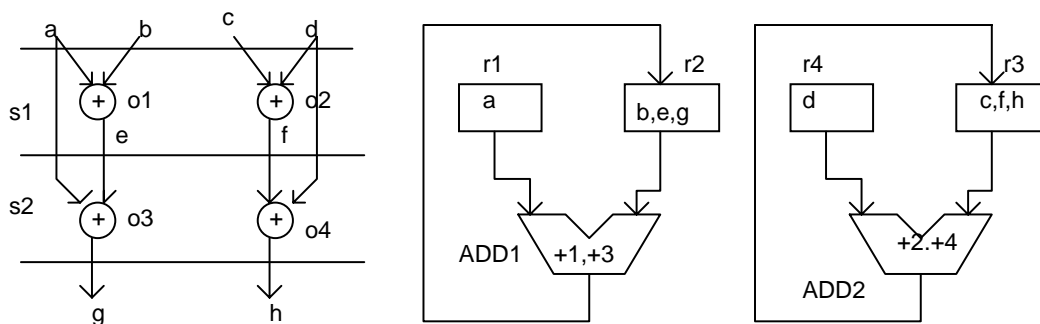 a b c d
s1 + o1 + o2
e f
s2 + o3 + o4
g h
r1 r2
a b,e,g
ADD1 +1,+3
r4 r3
d c,f,h
+2.+4
ADD2